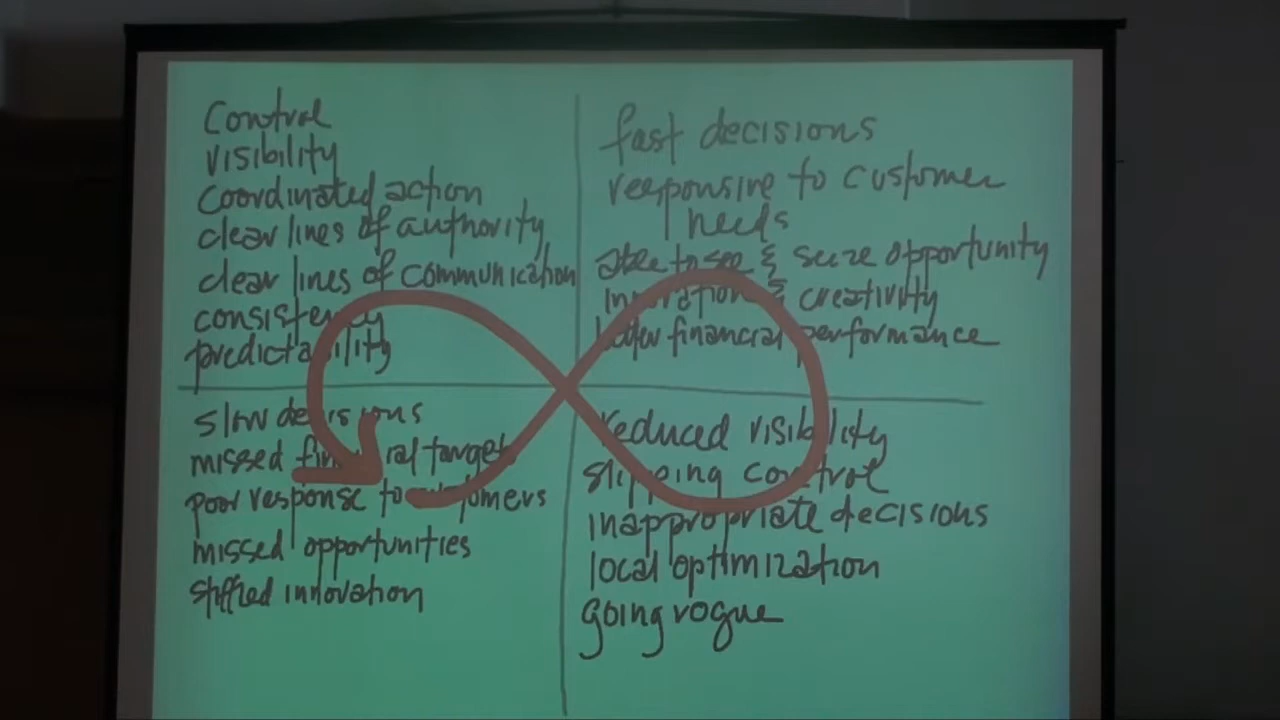 Control
visibility
coordinated action
clear lines of authority
clear lines of communication
consistency
predictability
fast decisions
responsive to customer
needs
able to see & seize opportunity
innovation & creativity
financial performance
slow decisions
missed financial targets
poor response to customers
missed opportunities
stifled innovation
reduced visibility
slipping control
inappropriate decisions
local optimization
going rogue